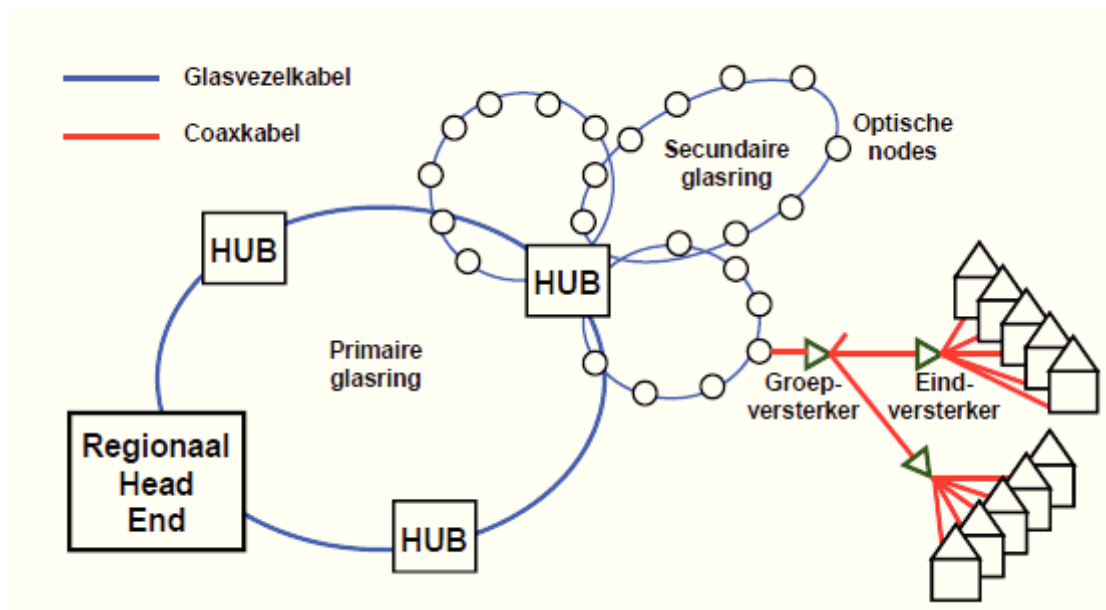 Glasvezelkabel
Coaxkabel
Secundaire
glasring
Optische
nodes
HUB
HUB
Primaire
glasring
Groep-
versterker
Eind-
versterker
Regionaal
Head
End
HUB